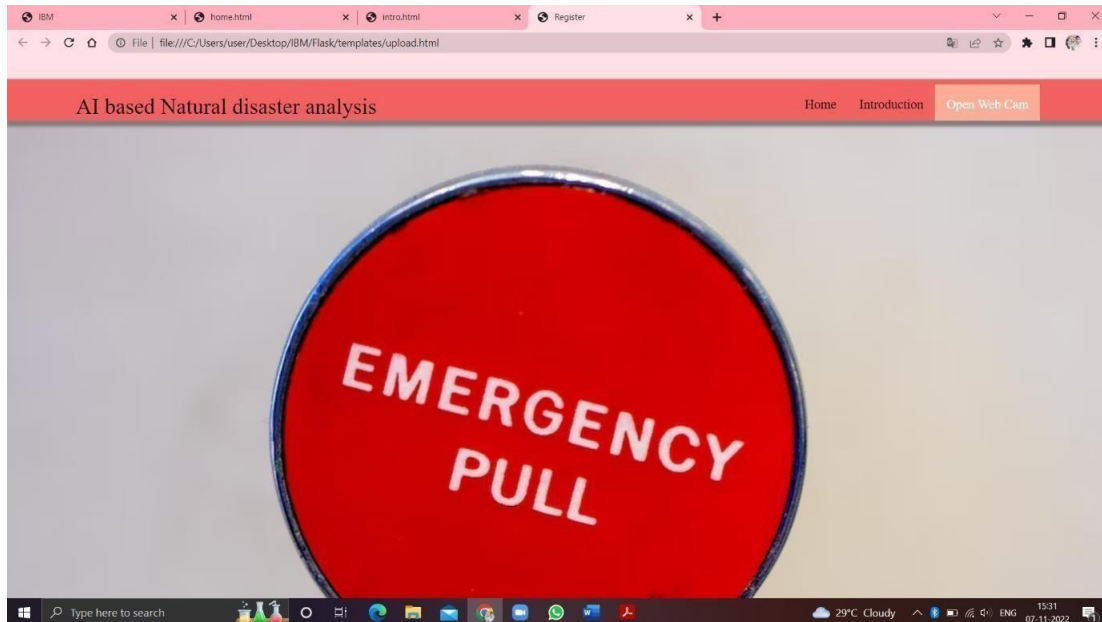 IBM
home.html
intro.html
Register
File | file:///C:/Users/user/Desktop/IBM/Flask/templates/upload.html
AI based Natural disaster analysis
Home
Introduction
Open Web Cam
EMERGENCY
PULL
Type here to search
29°C Cloudy
ENG
15:31
07-11-2022